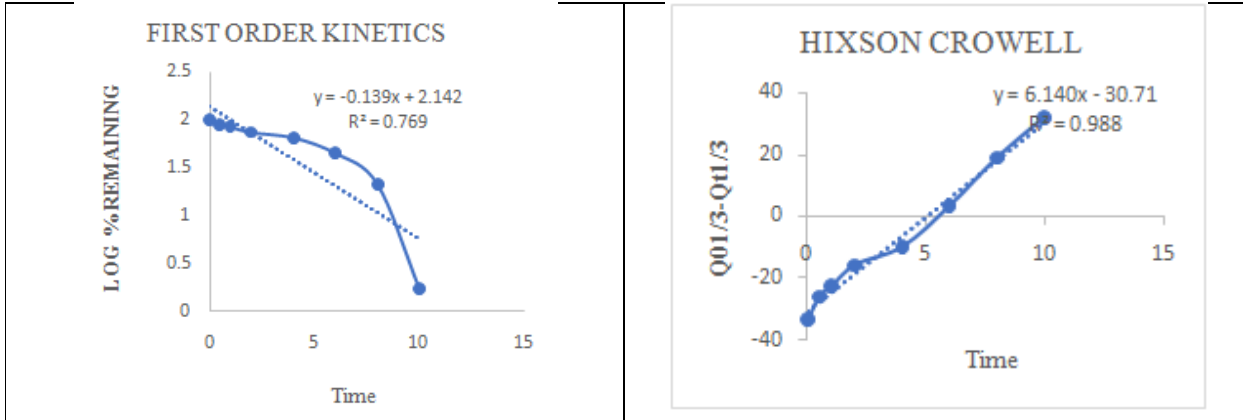 FIRST ORDER KINETICS
2.5
2
1.5
1
0.5
0
y = -0.139x + 2.142
R² = 0.769
LOG %REMAINING
0 5 10 15
Time
HIXSON CROWELL
40
20
0
-20
-40
y = 6.140x - 30.71
R² = 0.988
Q01/3-Qt1/3
0 5 10 15
Time